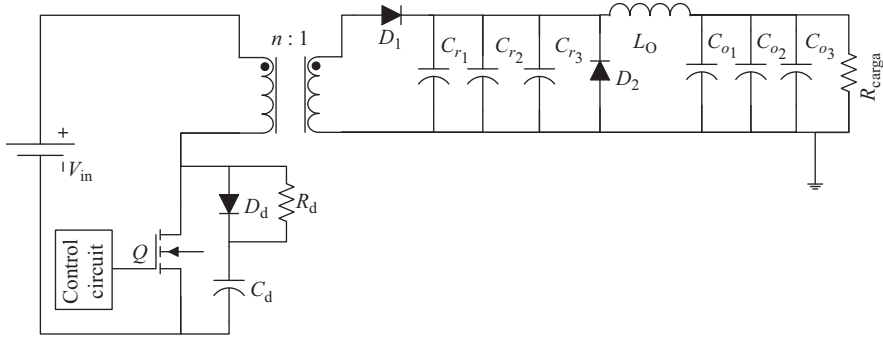 n : 1
D1
Cr1
Cr2
Cr3
D2
LO
Co1
Co2
Co3
Rcarga
+
Vin
Dd
Rd
Q
Control
circuit
Cd